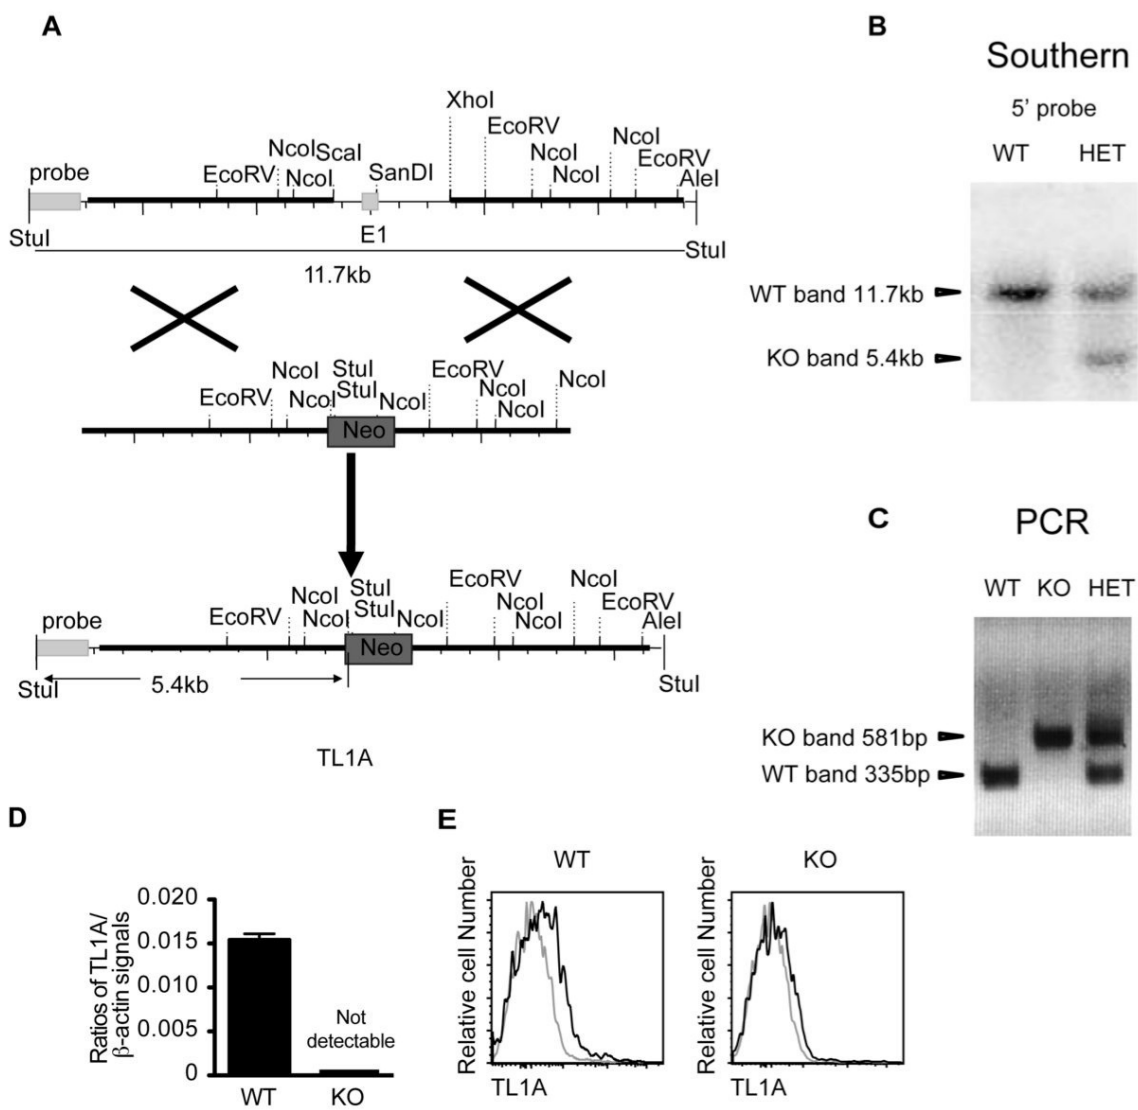 A
XhoI
EcoRV
NcoI ScaI
NcoI
NcoI
EcoRV
probe
EcoRV
NcoI
SanDI
NcoI
AleI
StuI
E1
StuI
11.7kb
NcoI
StuI
EcoRV
NcoI
StuI
EcoRV
NcoI
NcoI
NcoI
NcoI
Neo
StuI
EcoRV
NcoI
NcoI
StuI
NcoI
EcoRV
probe
EcoRV
NcoI
NcoI
NcoI
AleI
Neo
StuI
5.4kb
StuI
TL1A
B
Southern
5' probe
WT HET
WT band 11.7kb
KO band 5.4kb
C
PCR
WT KO HET
KO band 581bp
WT band 335bp
D
Ratios of TL1A/
β-actin signals
0.020
0.015
0.010
0.005
0
Not
detectable
WT KO
E
WT
Relative cell Number
TL1A
KO
Relative cell Number
TL1A